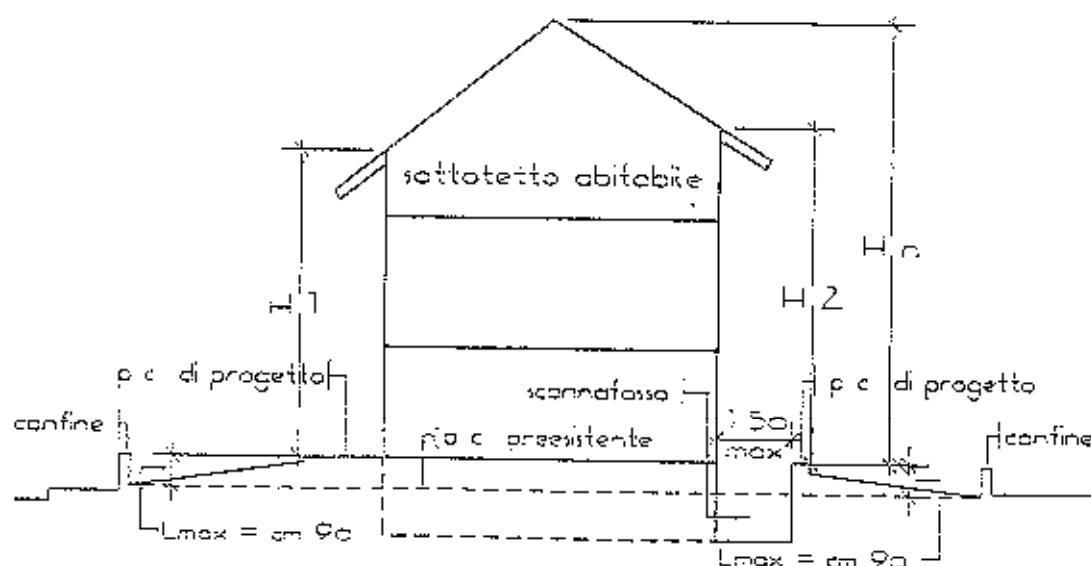 sottotetto abitabile
H n
H 1
H 2
p c di progetto
p c di progetto
scannafosso
1.50
max
confine
p c preesistente
confine
Lmax = cm 90
Lmax = cm 90